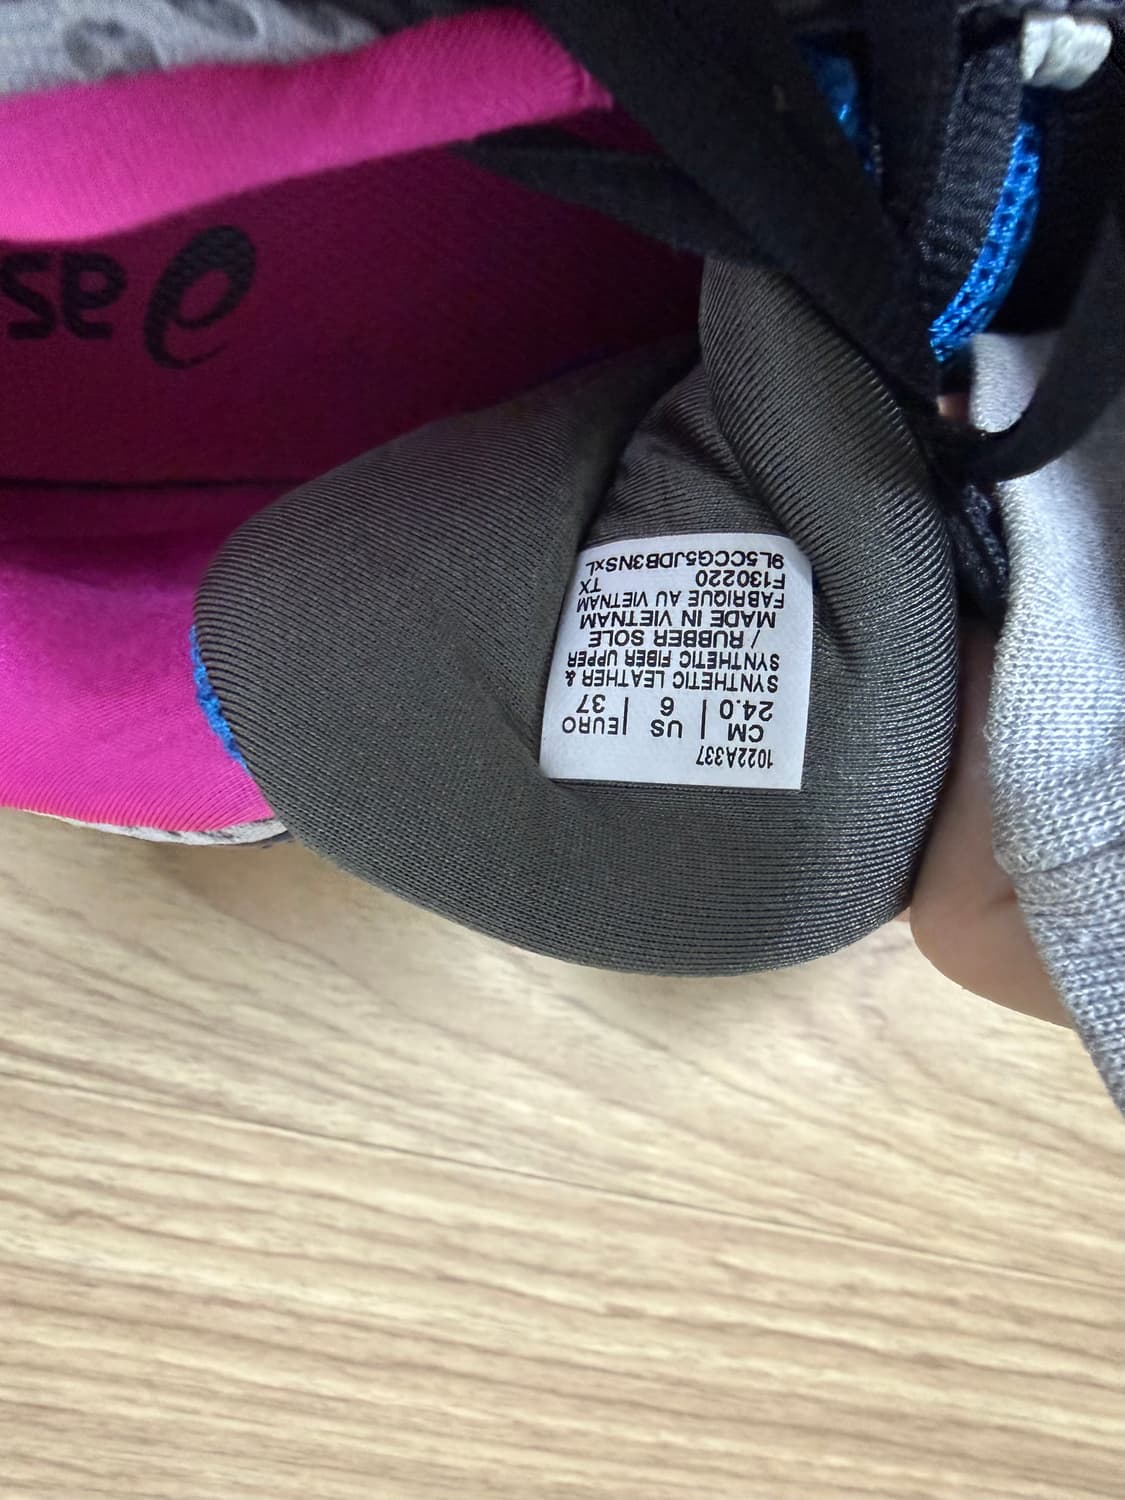 1022A337
CM | US | EURO
24.0 | 6 | 37
SYNTHETIC LEATHER &
SYNTHETIC FIBER UPPER
/ RUBBER SOLE
MADE IN VIETNAM
FABRIQUE AU VIETNAM
F130220 TX
9L5CCG5JDB3NSxL
as